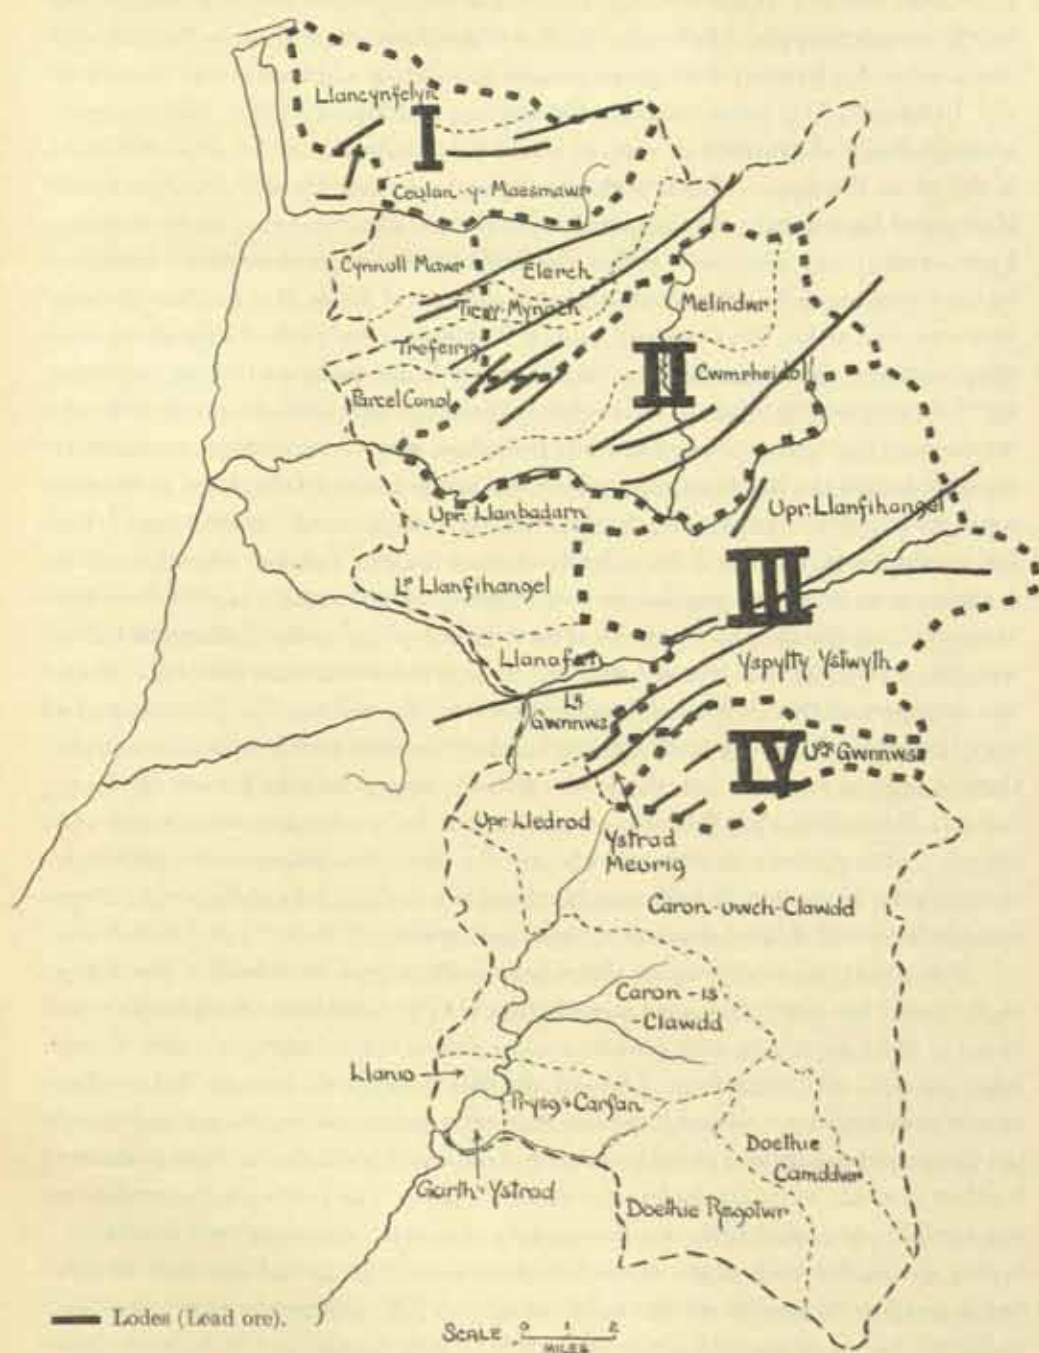 Llancynfelyn
I
Ceulan-y-Maesmawr
Cynnull Mawr
Elerch
Tir-y-Mynach
Melindwr
Trefeirig
II
Cwmrheidol
Parcel Canol
Upr. Llanbadarn
Upr. Llanfihangel
Lr Llanfihangel
III
Llanafan
Yspytty Ystwyth
Lr
Gwnnws
IV
Upr Gwnnws
Upr Lledrod
Ystrad
Meurig
Caron-uwch-Clawdd
Caron-is
-Clawdd
Llanio
Prysg+Carfan
Doethie
Camddwr
Garth+Ystrad
Doethie Pysgotwr
Lodes (Lead ore).
SCALE 0 1 2
MILES